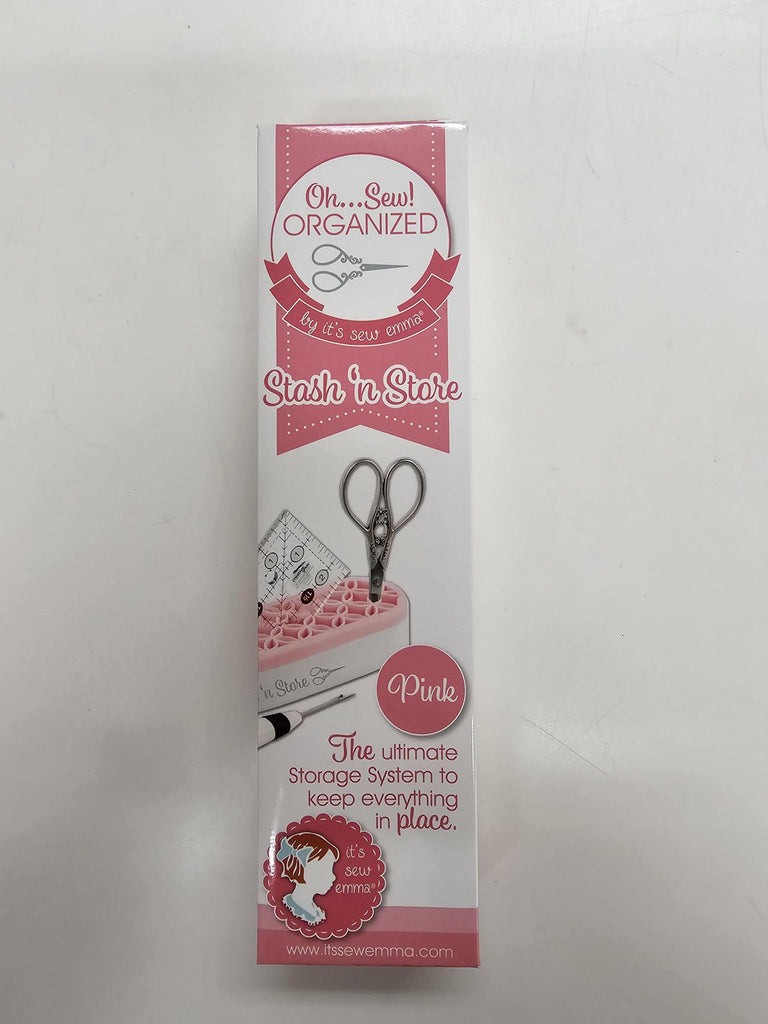 Oh...Sew!
ORGANIZED
by it's sew emma®
Stash 'n Store
'n Store
Pink
The ultimate
Storage System to
keep everything
in place.
it's
sew
emma®
www.itssewemma.com